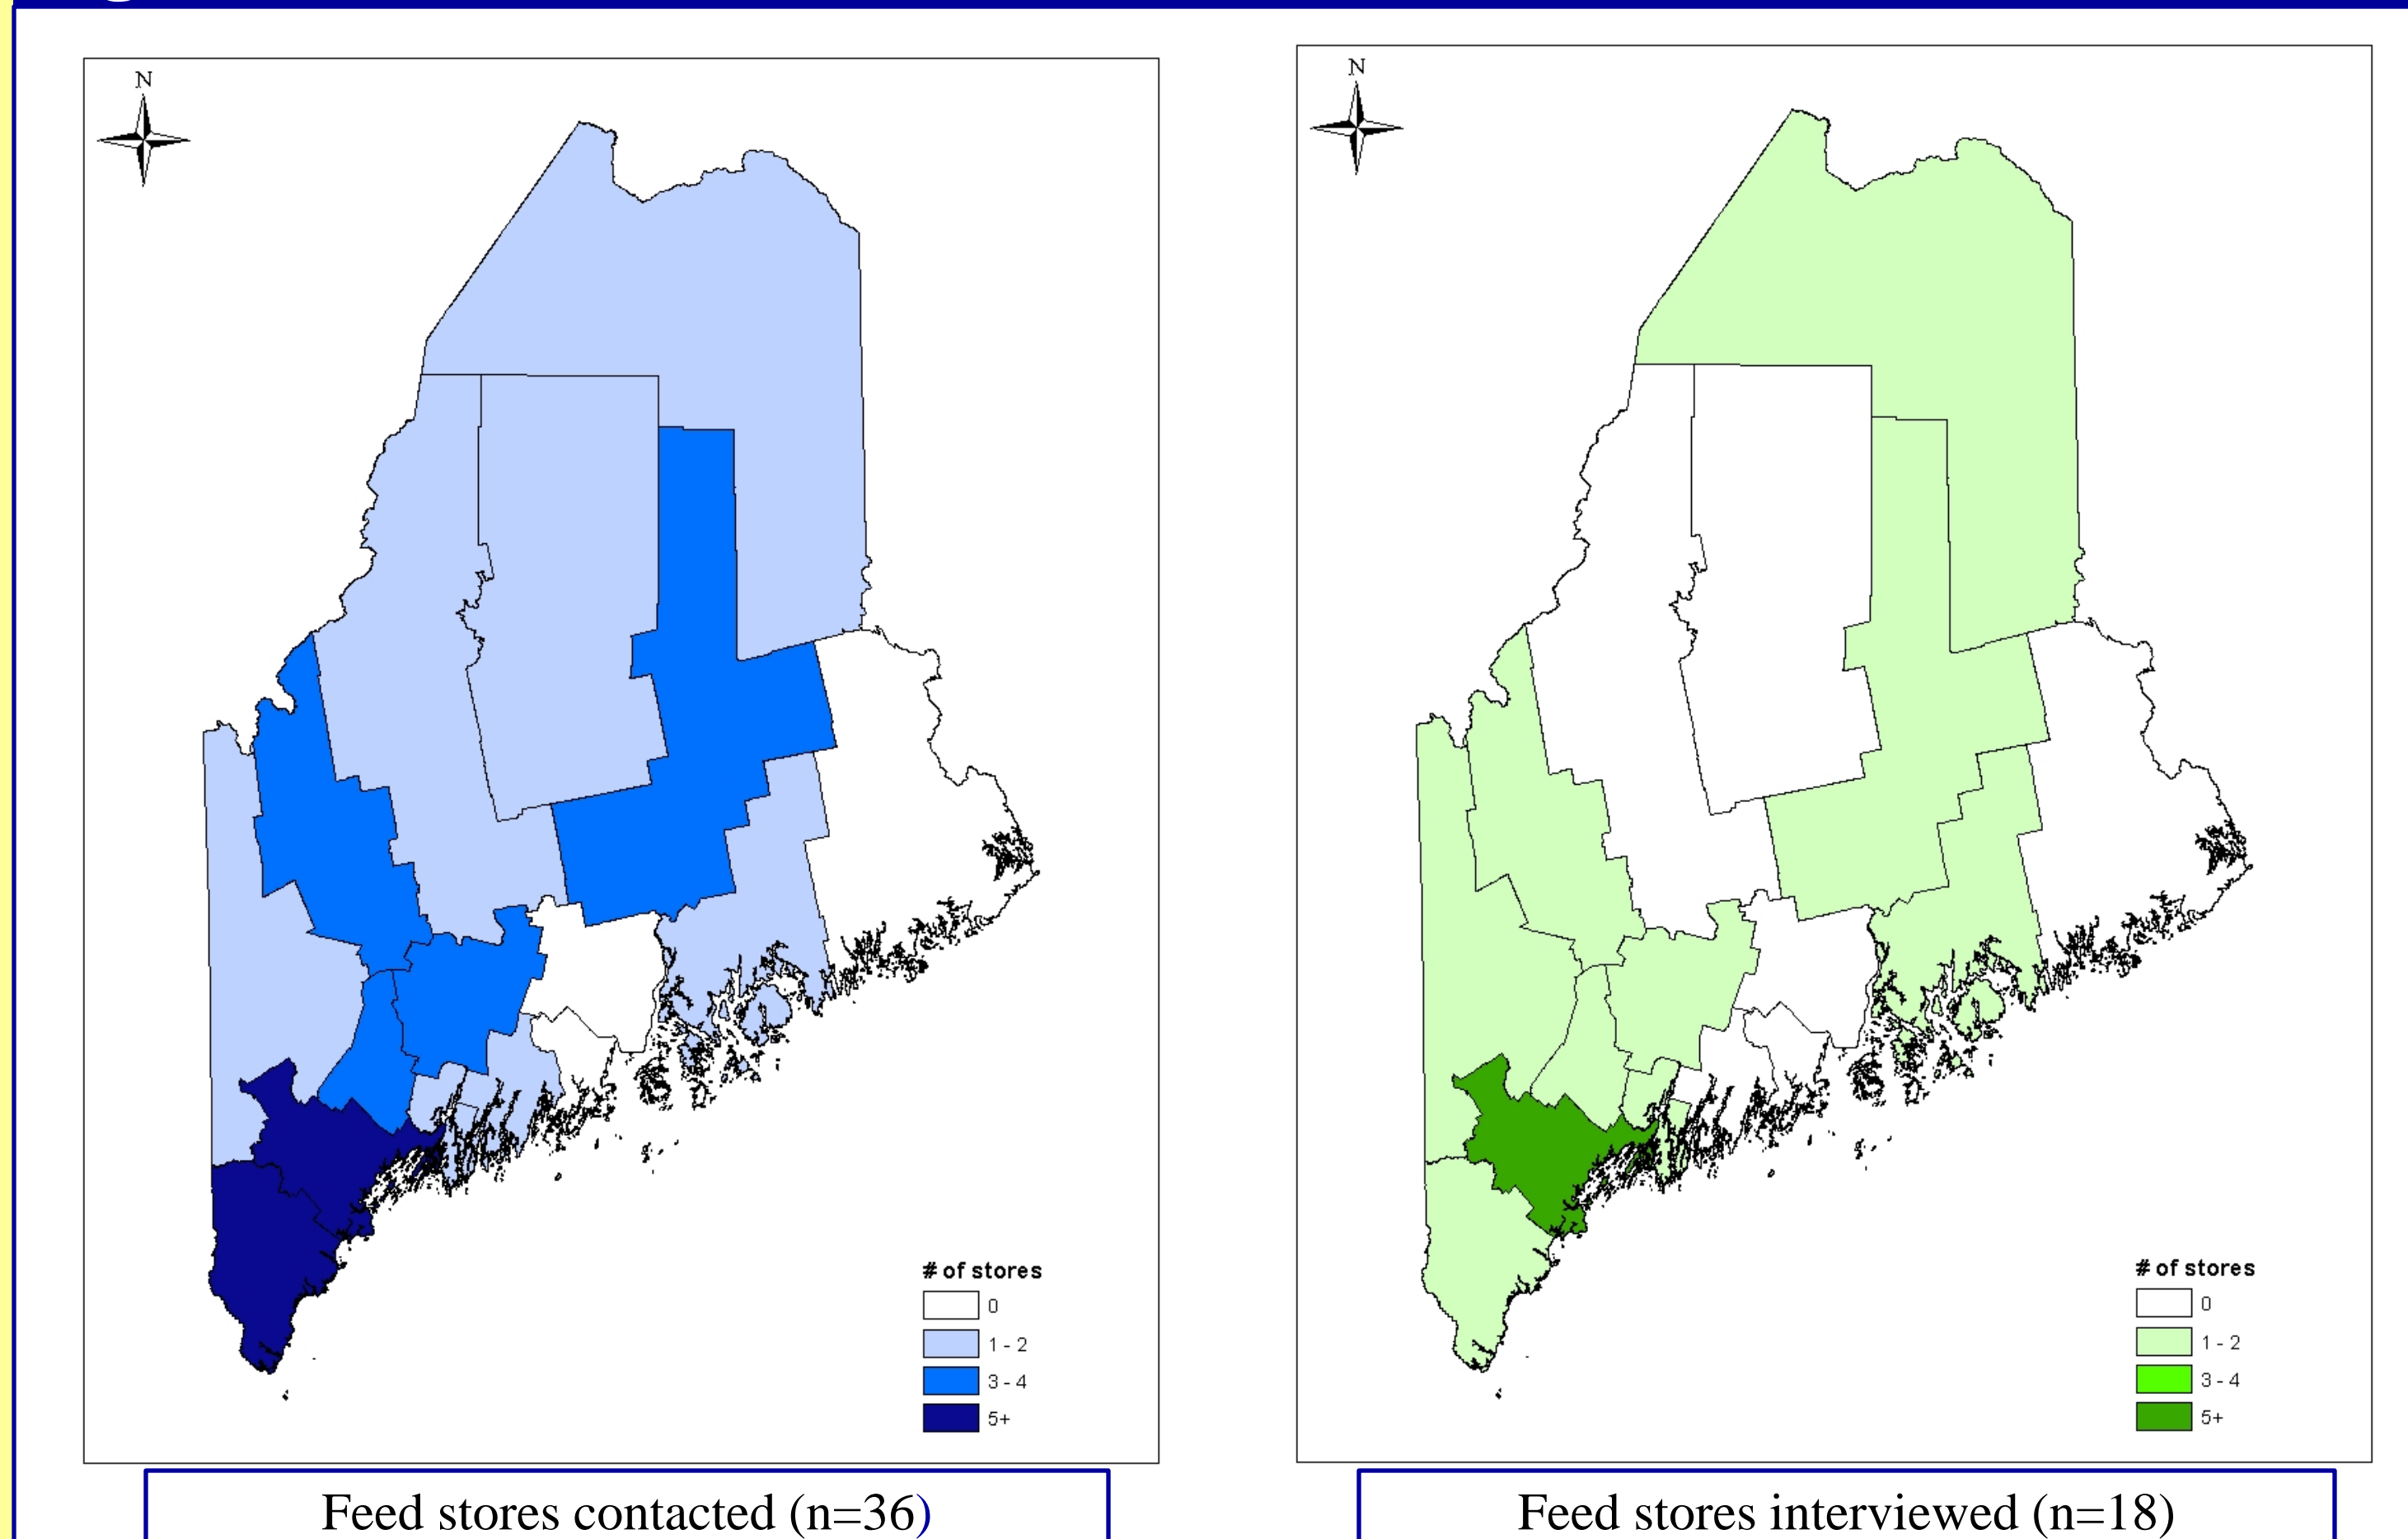 N
# of stores
0
1 - 2
3 - 4
5+
Feed stores contacted (n=36)
N
# of stores
0
1 - 2
3 - 4
5+
Feed stores interviewed (n=18)